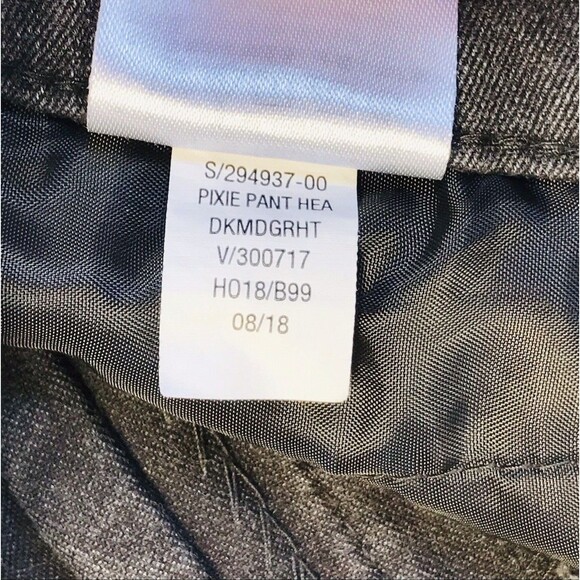 S/294937-00
PIXIE PANT HEA
DKMDGRHT
V/300717
H018/B99
08/18